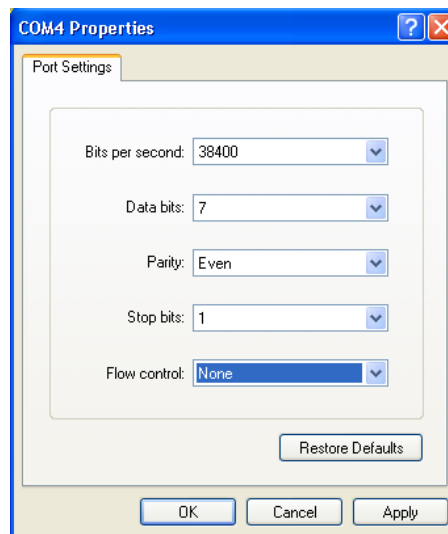 COM4 Properties
Port Settings
Bits per second: 38400
Data bits: 7
Parity: Even
Stop bits: 1
Flow control: None
Restore Defaults
OK Cancel Apply